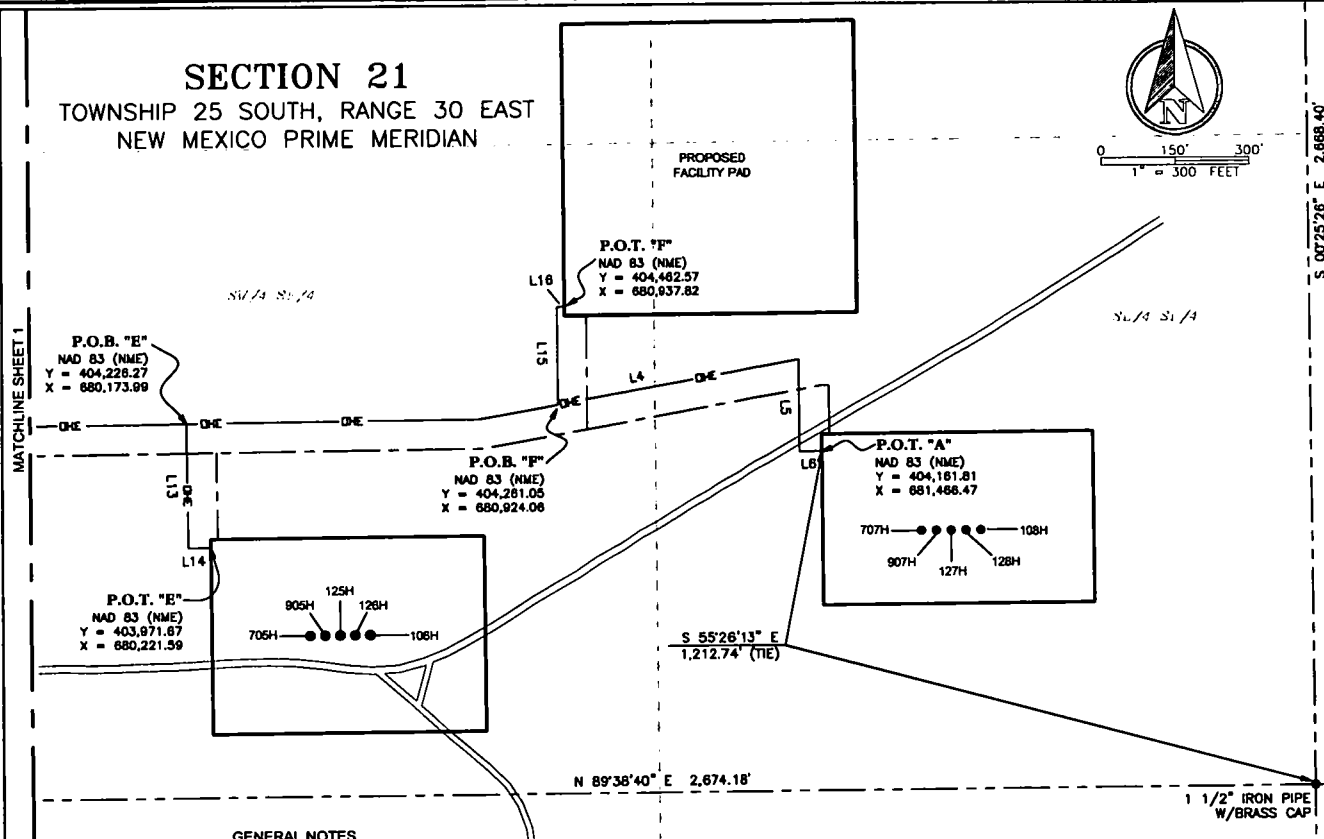 SECTION 21
TOWNSHIP 25 SOUTH, RANGE 30 EAST
NEW MEXICO PRIME MERIDIAN
N
0 150' 300'
1" = 300 FEET
S 00°25'26" E 2,668.40'
PROPOSED
FACILITY PAD
P.O.T. "F"
NAD 83 (NME)
Y = 404,462.57
X = 680,937.82
L16
SW/4 SE/4
SE/4 SE/4
MATCHLINE SHEET 1
P.O.B. "E"
NAD 83 (NME)
Y = 404,226.27
X = 680,173.99
L15
L4
OHE
OHE
OHE
OHE
OHE
L5
P.O.B. "F"
NAD 83 (NME)
Y = 404,261.05
X = 680,924.06
L6
P.O.T. "A"
NAD 83 (NME)
Y = 404,161.81
X = 681,466.47
L13
OHE
707H
108H
907H
127H
128H
L14
P.O.T. "E"
NAD 83 (NME)
Y = 403,971.67
X = 680,221.59
125H
905H
126H
705H
106H
S 55°26'13" E
1,212.74' (TIE)
N 89°38'40" E 2,674.18'
1 1/2" IRON PIPE
W/BRASS CAP
GENERAL NOTES